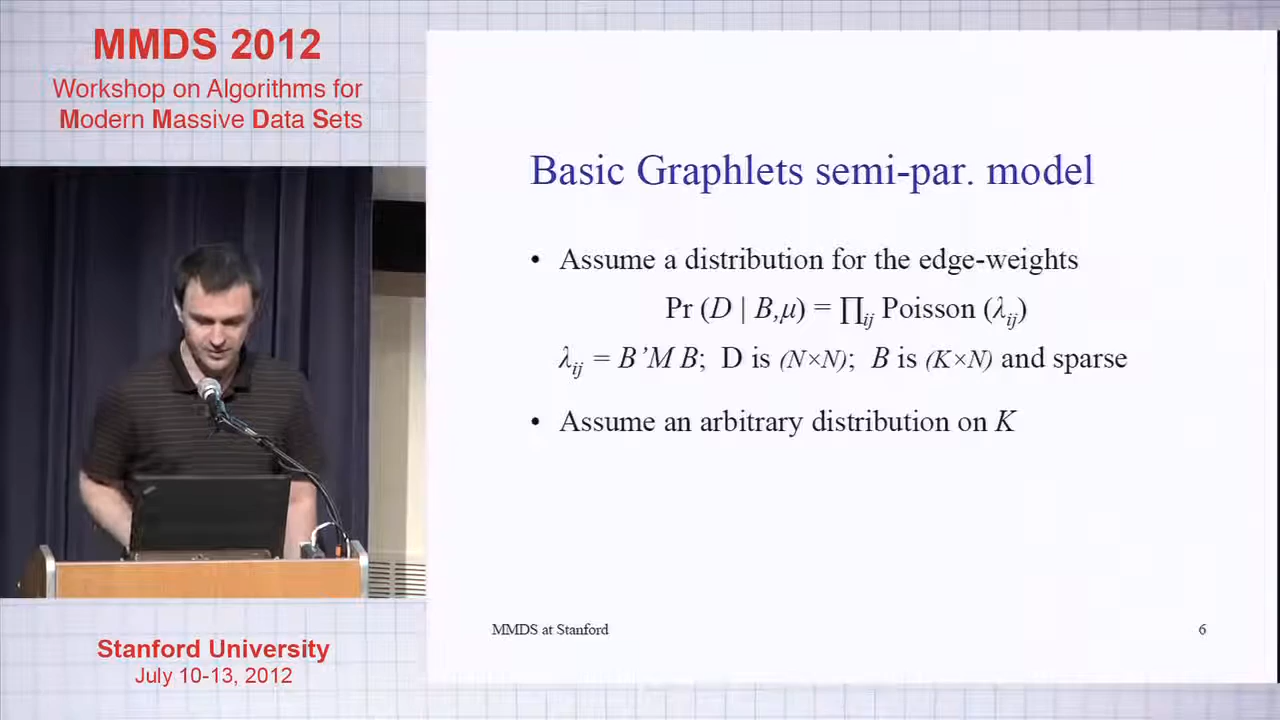 MMDS 2012
Workshop on Algorithms for
Modern Massive Data Sets
Basic Graphlets semi-par. model
• Assume a distribution for the edge-weights
Pr (D | B,μ) = ∏ij Poisson (λij)
λij = B’M B; D is (N×N); B is (K×N) and sparse
• Assume an arbitrary distribution on K
MMDS at Stanford
6
Stanford University
July 10-13, 2012